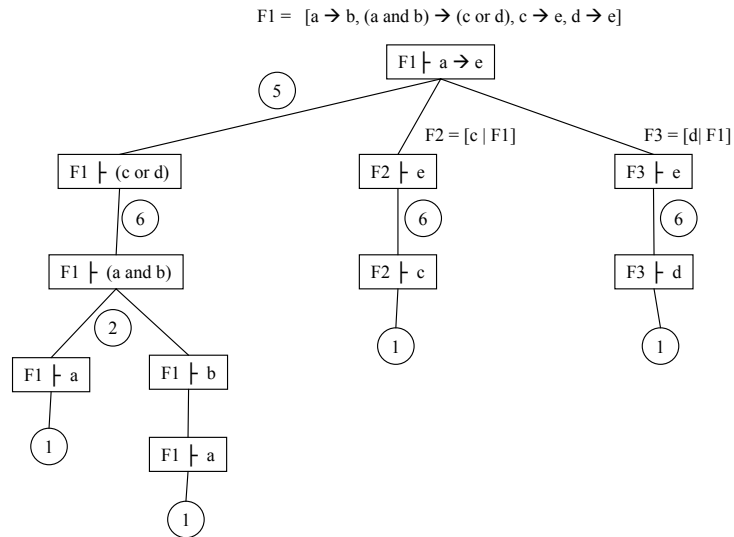 F1 = [a → b, (a and b) → (c or d), c → e, d → e]
F1 ├ a → e
5
F2 = [c | F1]
F3 = [d| F1]
F1 ├ (c or d)
F2 ├ e
F3 ├ e
6
6
6
F1 ├ (a and b)
F2 ├ c
F3 ├ d
2
1
1
F1 ├ a
F1 ├ b
1
F1 ├ a
1